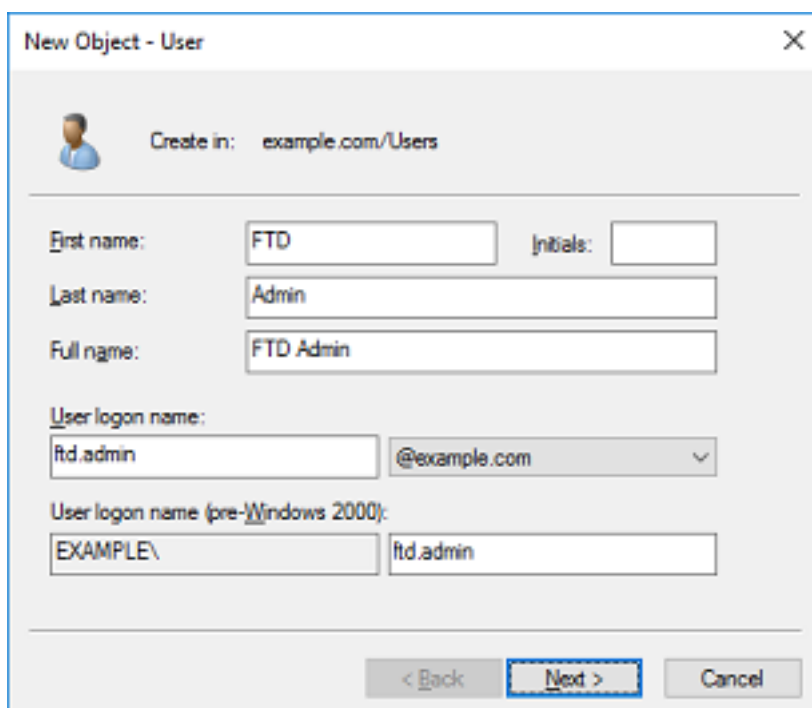 New Object - User
Create in: example.com/Users
First name: FTD Initials:
Last name: Admin
Full name: FTD Admin
User logon name:
ftd.admin @example.com
User logon name (pre-Windows 2000):
EXAMPLE\ ftd.admin
< Back Next > Cancel